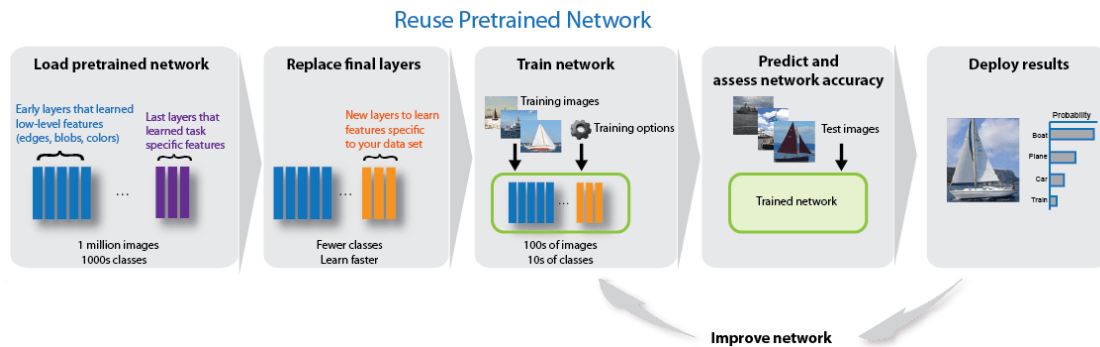 Reuse Pretrained Network
Load pretrained network
Early layers that learned
low-level features
(edges, blobs, colors)
Last layers that
learned task
specific features
...
1 million images
1000s classes
Replace final layers
New layers to learn
features specific
to your data set
...
Fewer classes
Learn faster
Train network
Training images
Training options
...
100s of images
10s of classes
Predict and
assess network accuracy
Test images
Trained network
Deploy results
Probability
Boat
Plane
Car
Train
Improve network